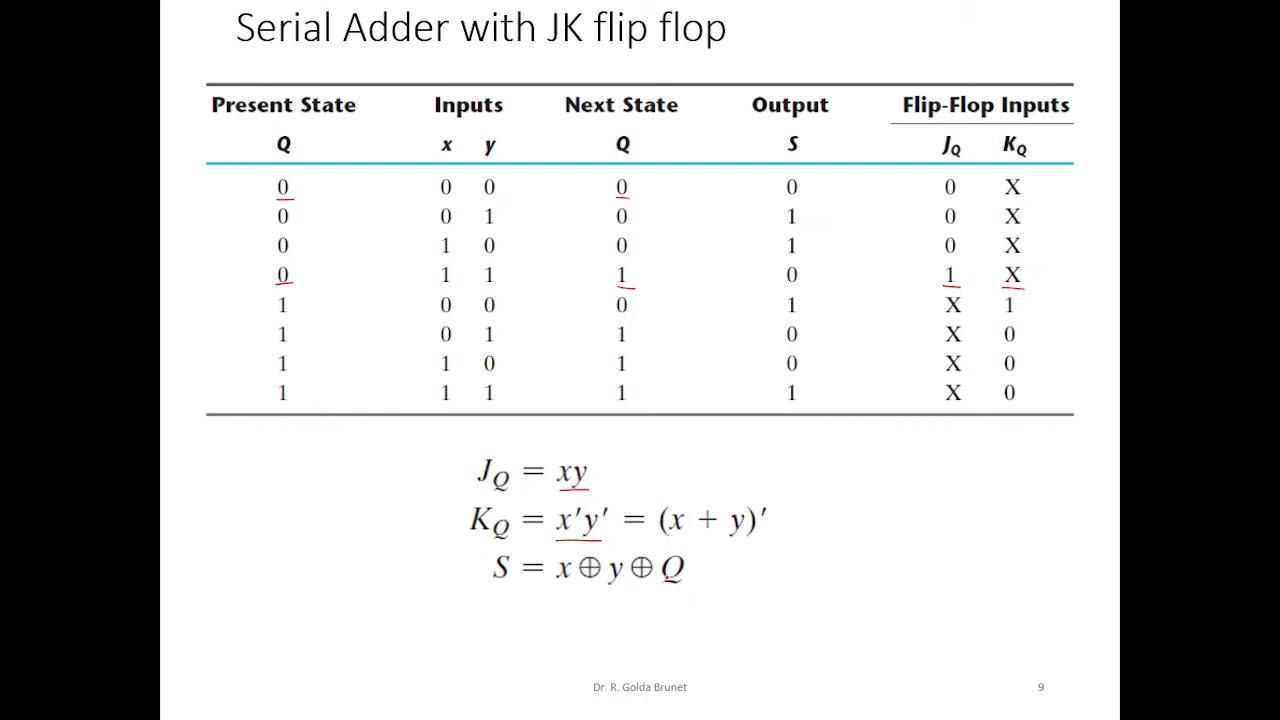 Serial Adder with JK flip flop
Present State Inputs Next State Output Flip-Flop Inputs
Q x y Q S J_Q K_Q
0 0 0 0 0 0 X
0 0 1 0 1 0 X
0 1 0 0 1 0 X
0 1 1 1 0 1 X
1 0 0 0 1 X 1
1 0 1 1 0 X 0
1 1 0 1 0 X 0
1 1 1 1 1 X 0
J_Q = xy
K_Q = x'y' = (x + y)'
S = x ⊕ y ⊕ Q
Dr. R. Golda Brunet 9